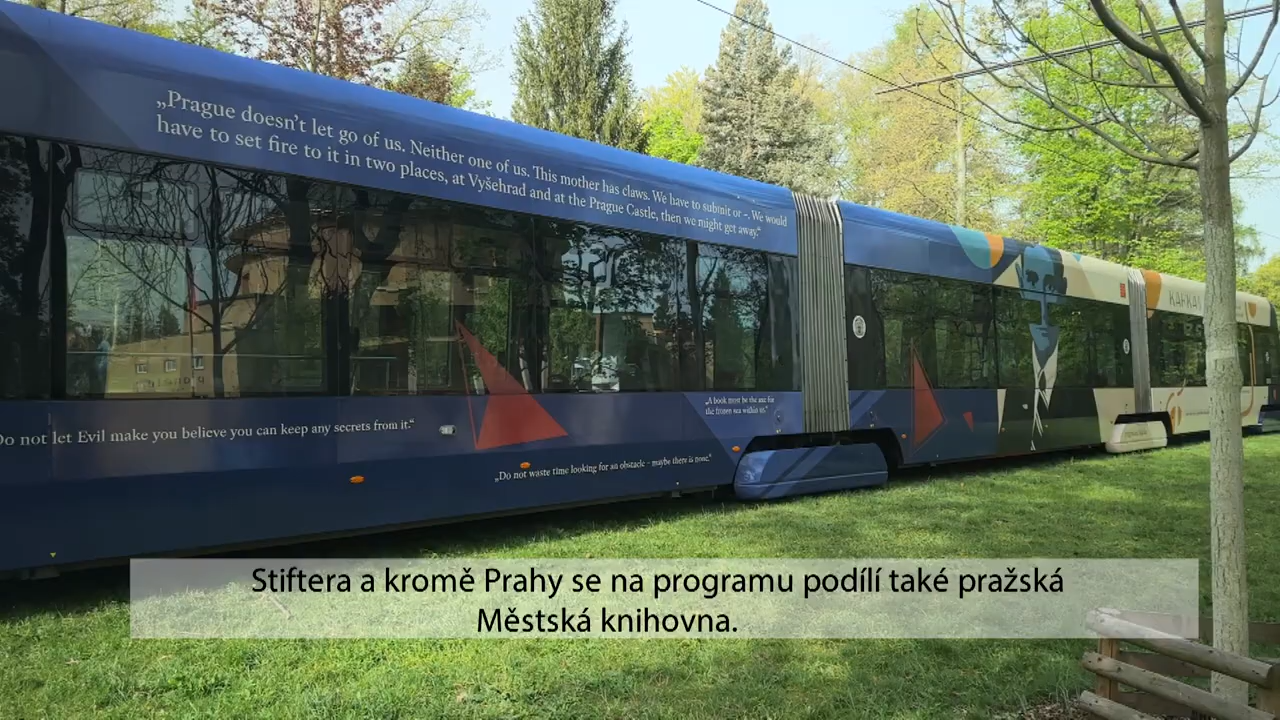 „Prague doesn't let go of us. Neither one of us. This mother has claws. We have to submit or -. We would
have to set fire to it in two places, at Vyšehrad and at the Prague Castle, then we might get away.“
„A book must be the axe for
the frozen sea within us.“
Do not let Evil make you believe you can keep any secrets from it.“
„Do not waste time looking for an obstacle – maybe there is none.“
Stiftera a kromě Prahy se na programu podílí také pražská
Městská knihovna.